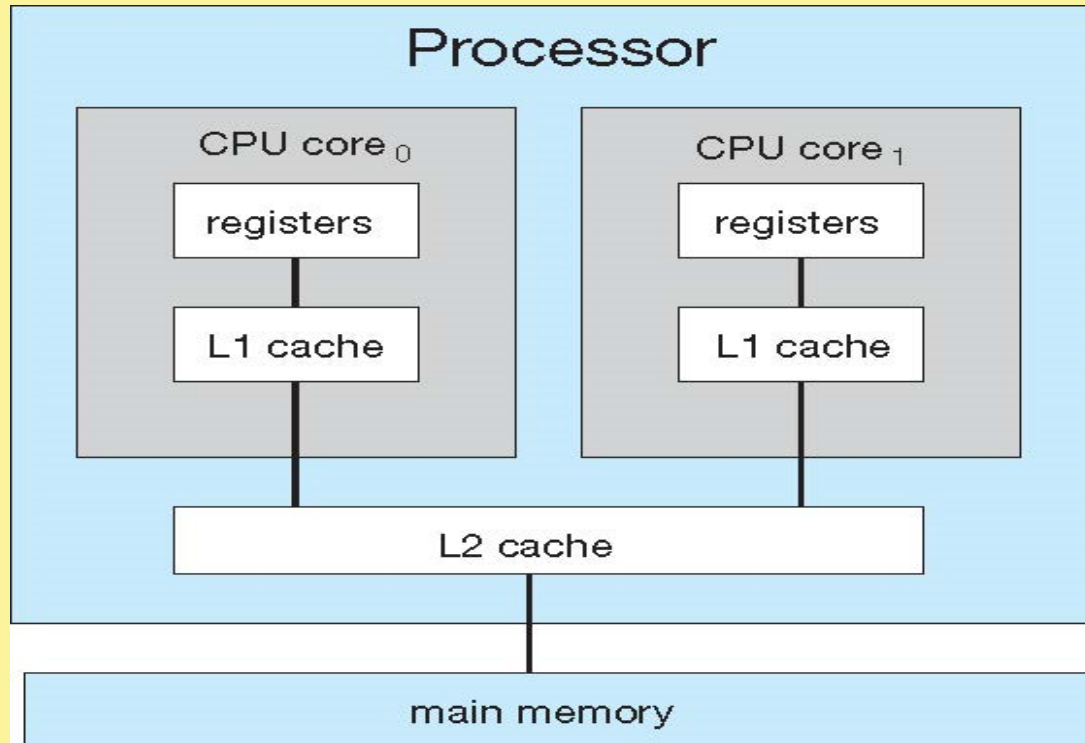 Processor
CPU core 0
CPU core 1
registers
registers
L1 cache
L1 cache
L2 cache
main memory